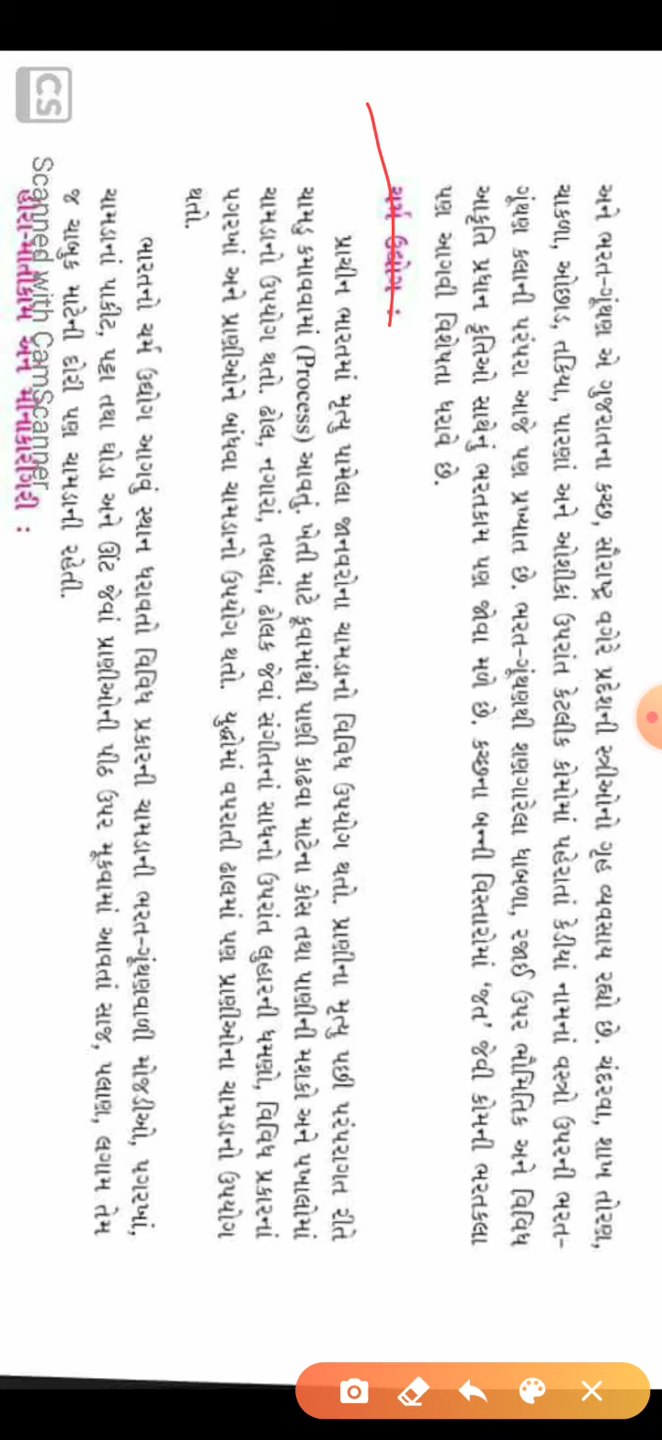 અને ભરત-ગૂંથણ એ ગુજરાતના કચ્છ, સૌરાષ્ટ્ર વગેરે પ્રદેશની સ્ત્રીઓનો ગૃહ વ્યવસાય રહ્યો છે. ચંદરવા, શાખ તોરણ,
ચાકળા, ઓછાડ, તકિયા, પારણાં અને ઓશીકાં ઉપરાંત કેટલીક કોમોમાં પહેરાતાં કેડીયાં નામનાં વસ્ત્રો ઉપરની ભરત-
ગૂંથણ કલાની પરંપરા આજે પણ પ્રખ્યાત છે. ભરત-ગૂંથણથી શણગારેલા ધાબળા, રજાઈ ઉપર ભૌમિતિક અને વિવિધ
આકૃતિ પ્રધાન કૃતિઓ સાથેનું ભરતકામ પણ જોવા મળે છે. કચ્છના બન્ની વિસ્તારોમાં 'જત' જેવી કોમની ભરતકલા
પણ આગવી વિશેષતા ધરાવે છે.
ચર્મ ઉદ્યોગ :
પ્રાચીન ભારતમાં મૃત્યુ પામેલા જાનવરોના ચામડાનો વિવિધ ઉપયોગ થતો. પ્રાણીના મૃત્યુ પછી પરંપરાગત રીતે
ચામડું કમાવવામાં (Process) આવતું. ખેતી માટે કૂવામાંથી પાણી કાઢવા માટેના કોસ તથા પાણીની મશકો અને પખાલોમાં
ચામડાનો ઉપયોગ થતો. ઢોલ, નગારાં, તબલાં, ઢોલક જેવાં સંગીતનાં સાધનો ઉપરાંત લુહારની ધમણો, વિવિધ પ્રકારનાં
પગરખાં અને પ્રાણીઓને બાંધવા ચામડાનો ઉપયોગ થતો. યુદ્ધોમાં વપરાતી ઢાલમાં પણ પ્રાણીઓના ચામડાનો ઉપયોગ
થતો.
ભારતનો ચર્મ ઉદ્યોગ આગવું સ્થાન ધરાવતો વિવિધ પ્રકારની ચામડાની ભરત-ગૂંથણવાળી મોજડીઓ, પગરખાં,
ચામડાનાં પાકીટ, પટ્ટા તથા ઘોડા અને ઊંટ જેવાં પ્રાણીઓની પીઠ ઉપર મૂકવામાં આવતાં સાજ, પલાણ, લગામ તેમ
જ ચાબુક માટેની દોરી પણ ચામડાની રહેતી.
હીરા-મોતીકામ અને મીનાકારીગરી :
CS Scanned with CamScanner